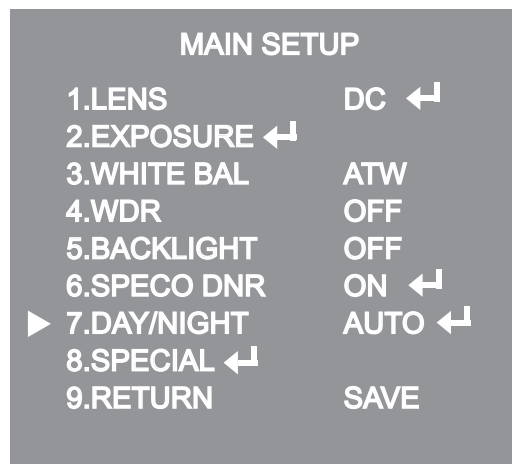 MAIN SETUP
1.LENS DC ↵
2.EXPOSURE ↵
3.WHITE BAL ATW
4.WDR OFF
5.BACKLIGHT OFF
6.SPECO DNR ON ↵
▶ 7.DAY/NIGHT AUTO ↵
8.SPECIAL ↵
9.RETURN SAVE